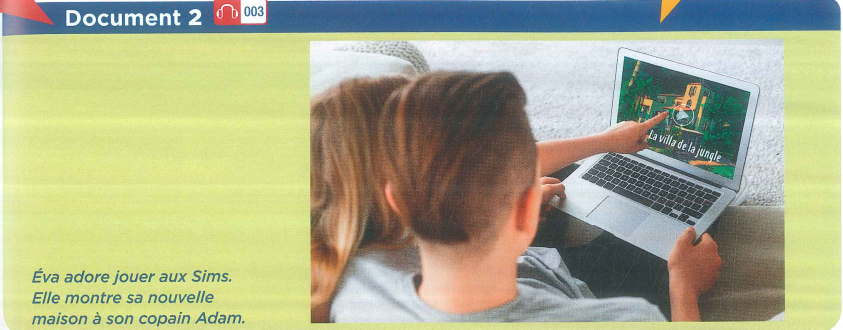 Document 2 003
La villa de la jungle
Éva adore jouer aux Sims.
Elle montre sa nouvelle
maison à son copain Adam.